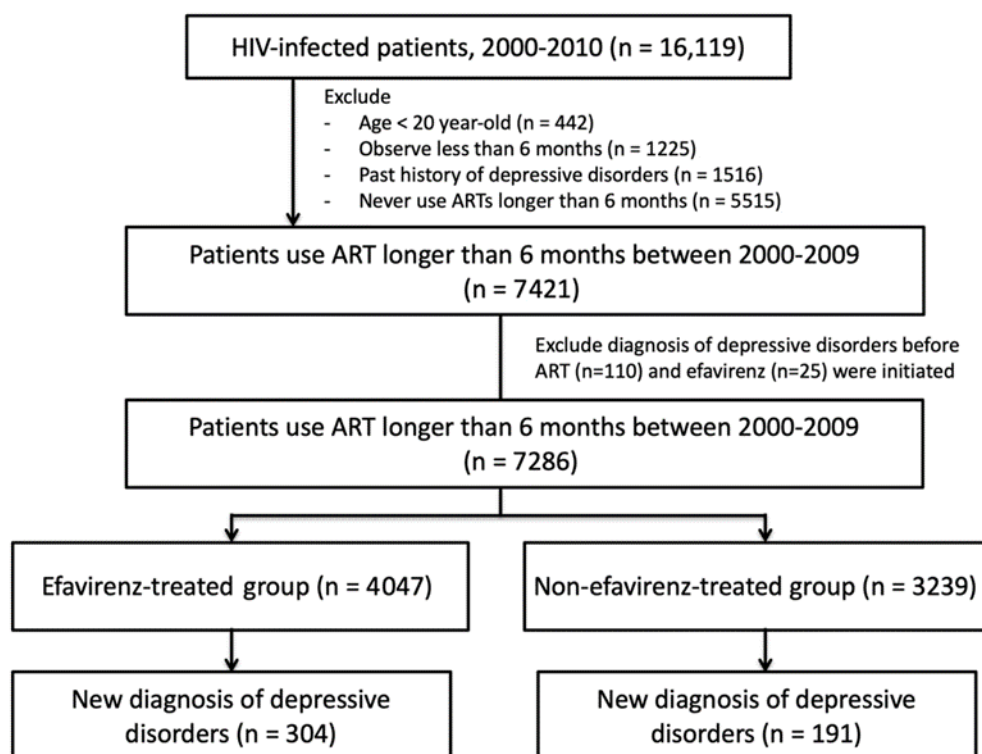 HIV-infected patients, 2000-2010 (n = 16,119)
Exclude
- Age < 20 year-old (n = 442)
- Observe less than 6 months (n = 1225)
- Past history of depressive disorders (n = 1516)
- Never use ARTs longer than 6 months (n = 5515)
Patients use ART longer than 6 months between 2000-2009
(n = 7421)
Exclude diagnosis of depressive disorders before
ART (n=110) and efavirenz (n=25) were initiated
Patients use ART longer than 6 months between 2000-2009
(n = 7286)
Efavirenz-treated group (n = 4047)
Non-efavirenz-treated group (n = 3239)
New diagnosis of depressive
disorders (n = 304)
New diagnosis of depressive
disorders (n = 191)